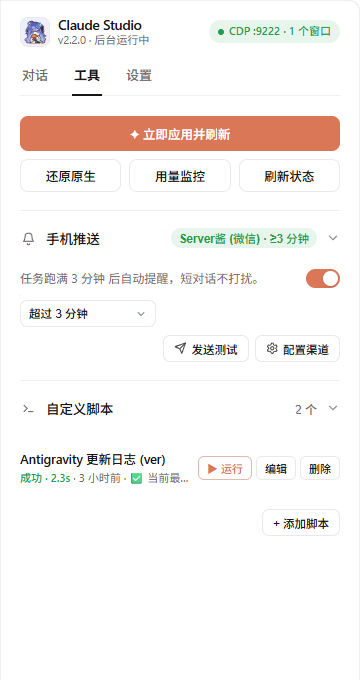 Claude Studio
v2.2.0 · 后台运行中
CDP :9222 · 1 个窗口
对话 工具 设置
✦ 立即应用并刷新
还原原生 用量监控 刷新状态
手机推送 Server酱 (微信) · ≥3 分钟
任务跑满 3 分钟 后自动提醒，短对话不打扰。
超过 3 分钟
发送测试 配置渠道
自定义脚本 2 个
Antigravity 更新日志 (ver)
成功 · 2.3s · 3 小时前 · ✅ 当前最...
▶ 运行 编辑 删除
+ 添加脚本